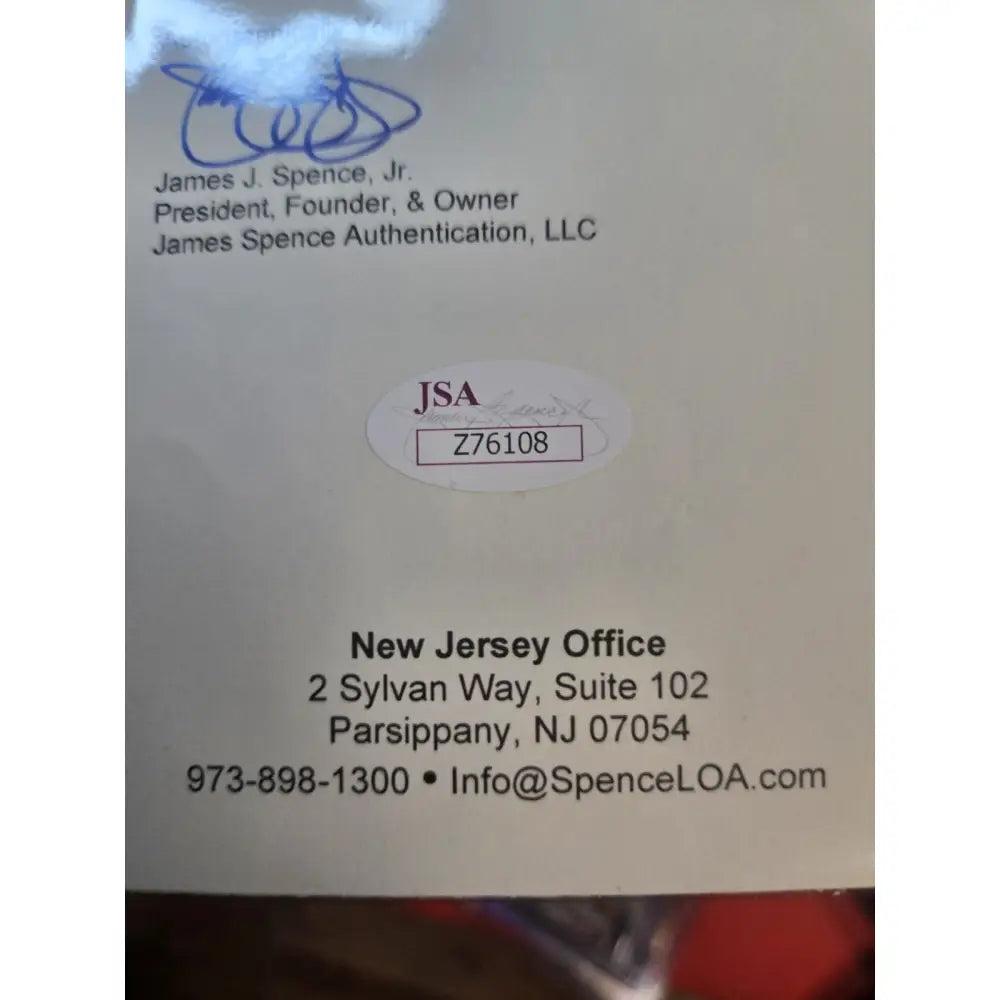 James J. Spence, Jr.
President, Founder, & Owner
James Spence Authentication, LLC
JSA
Z76108
New Jersey Office
2 Sylvan Way, Suite 102
Parsippany, NJ 07054
973-898-1300 • Info@SpenceLOA.com